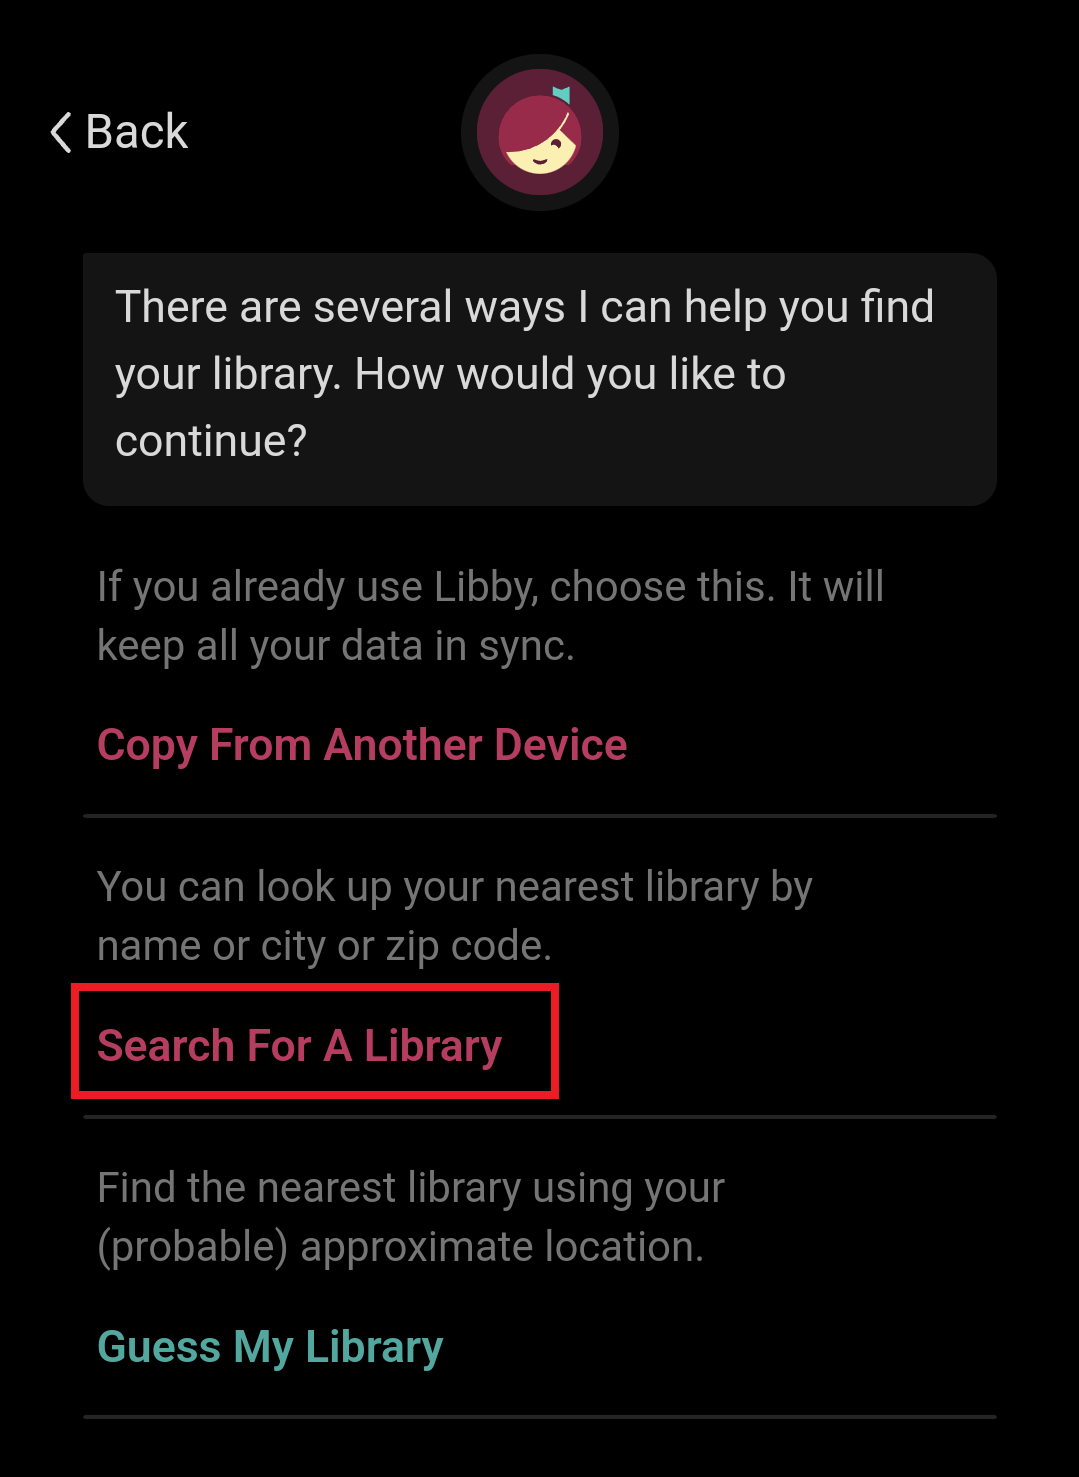 Back
There are several ways I can help you find
your library. How would you like to
continue?
If you already use Libby, choose this. It will
keep all your data in sync.
Copy From Another Device
You can look up your nearest library by
name or city or zip code.
Search For A Library
Find the nearest library using your
(probable) approximate location.
Guess My Library